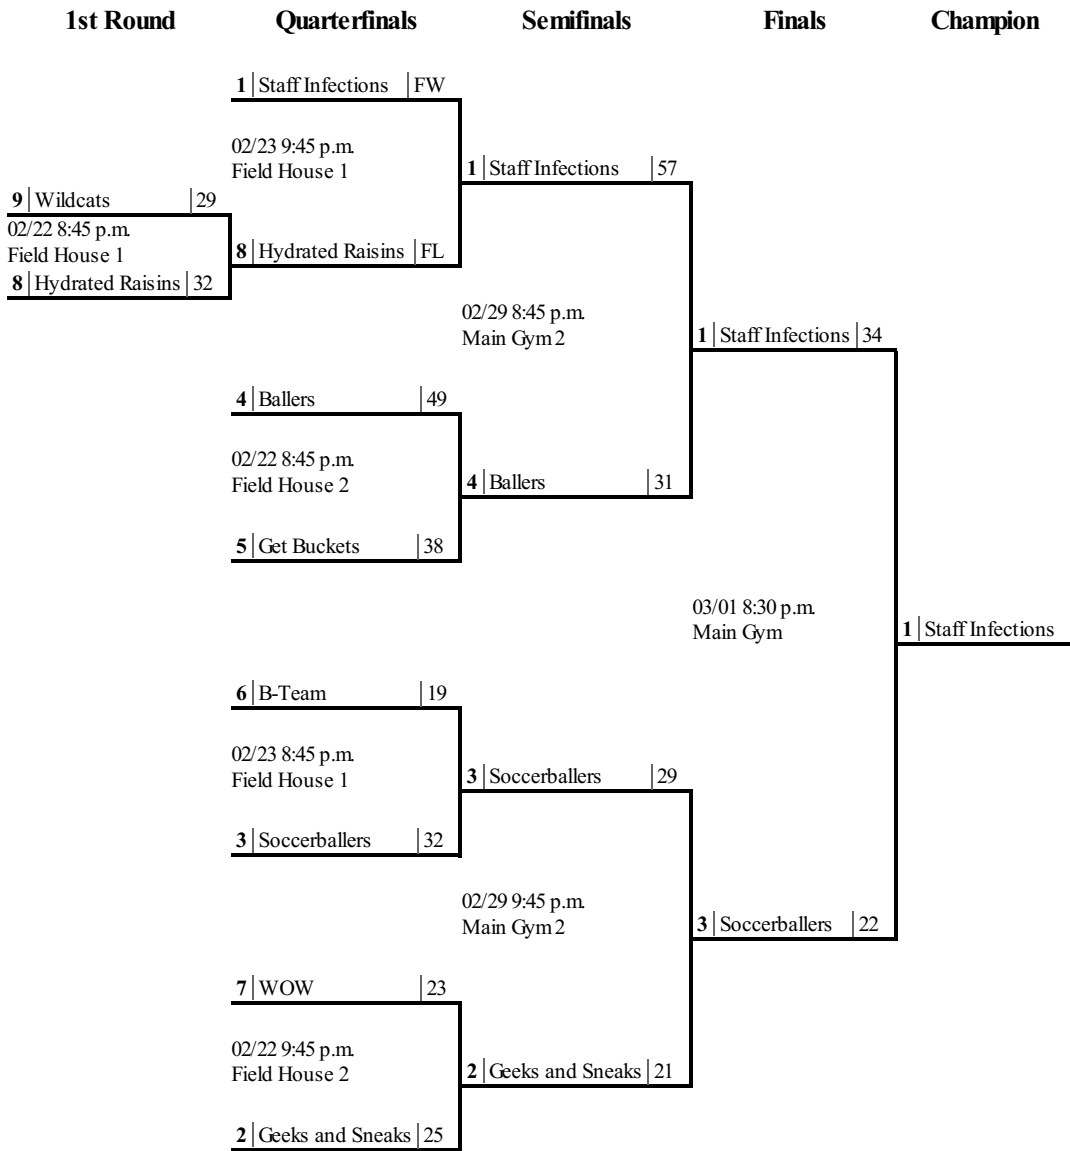 1st Round Quarterfinals Semifinals Finals Champion
1 Staff Infections FW
02/23 9:45 p.m.
Field House 1
1 Staff Infections 57
9 Wildcats 29
02/22 8:45 p.m.
Field House 1
8 Hydrated Raisins FL
8 Hydrated Raisins 32
02/29 8:45 p.m.
Main Gym 2
1 Staff Infections 34
4 Ballers 49
02/22 8:45 p.m.
Field House 2
4 Ballers 31
5 Get Buckets 38
03/01 8:30 p.m.
Main Gym
1 Staff Infections
6 B-Team 19
02/23 8:45 p.m.
Field House 1
3 Soccerballers 29
3 Soccerballers 32
02/29 9:45 p.m.
Main Gym 2
3 Soccerballers 22
7 WOW 23
02/22 9:45 p.m.
Field House 2
2 Geeks and Sneaks 21
2 Geeks and Sneaks 25